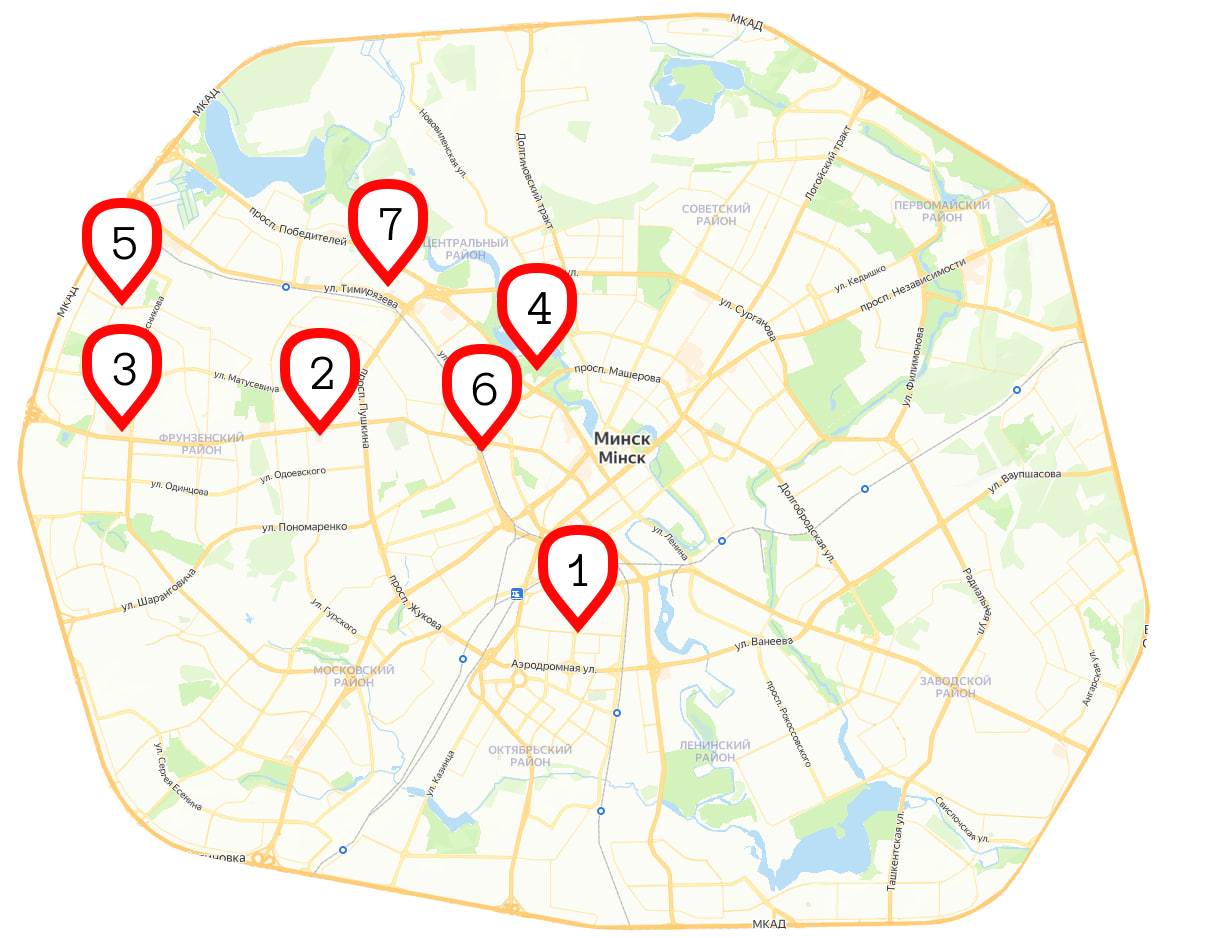 МКАД
МКАД
Нововиленская ул.
Долгиновский тракт
Логойский тракт
СОВЕТСКИЙ
РАЙОН
ПЕРВОМАЙСКИЙ
РАЙОН
просп. Победителей
5
7
ЦЕНТРАЛЬНЫЙ
РАЙОН
ул.
ул. Кедышко
просп. Независимости
МКАД
ул. Тимирязева
4
ул. Сурганова
сникова
3
2
6
ул. Матусевича
просп. Пушкина
просп. Машерова
ул. Филимонова
ФРУНЗЕНСКИЙ
РАЙОН
Минск
Мінск
ул. Одоевского
ул. Одинцова
ул. Ваупшасова
Долгобродская ул.
ул. Пономаренко
ул. Ленина
1
ул. Шаранговича
ул. Гурского
просп. Жукова
Радиальная ул.
ул. Ванеева
Аэродромная ул.
МОСКОВСКИЙ
РАЙОН
ЗАВОДСКОЙ
РАЙОН
Ангарская ул.
просп. Рокоссовского
ОКТЯБРЬСКИЙ
РАЙОН
ЛЕНИНСКИЙ
РАЙОН
ул. Сергея Есенина
ул. Казинца
Свислочская ул.
Ташкентская ул.
новка
МКАД